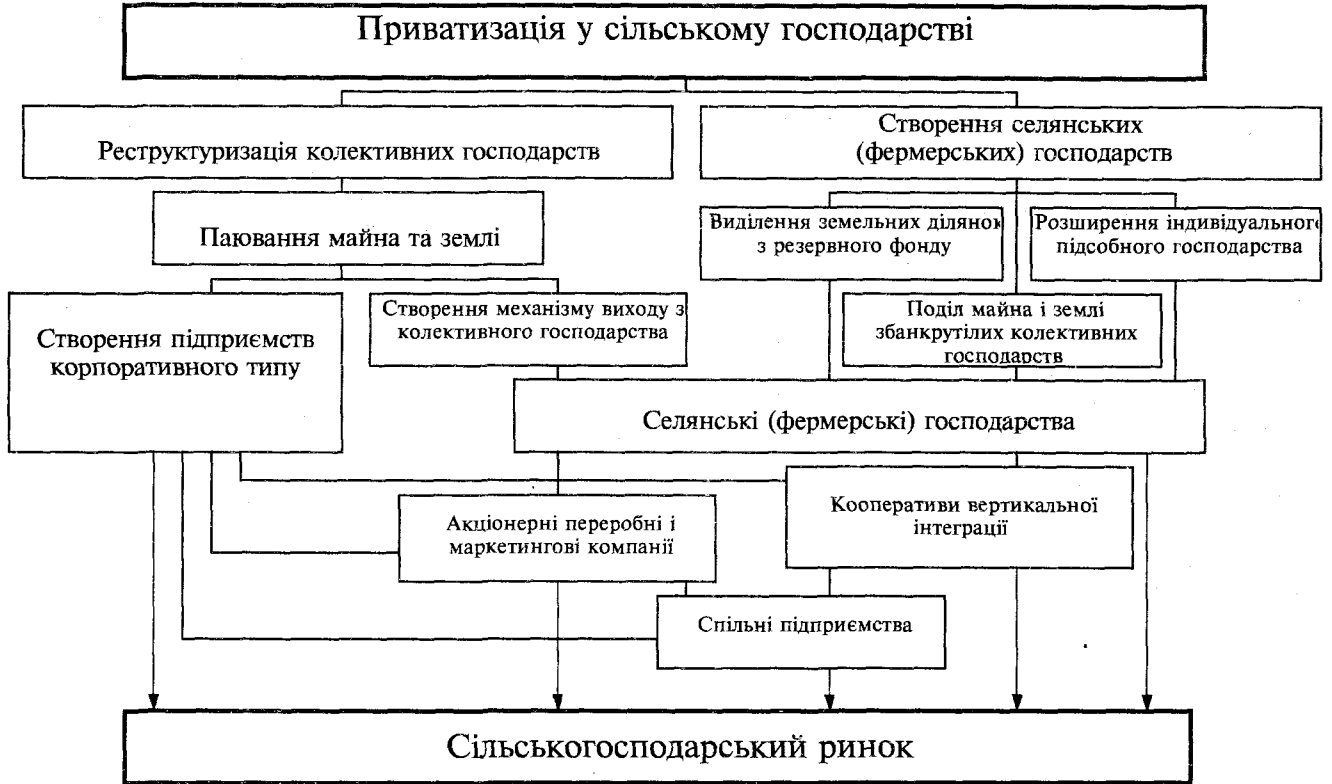 Приватизація у сільському господарстві
Реструктуризація колективних господарств
Створення селянських
(фермерських) господарств
Паювання майна та землі
Виділення земельних ділянок
з резервного фонду
Розширення індивідуального
підсобного господарства
Створення підприємств
корпоративного типу
Створення механізму виходу з
колективного господарства
Поділ майна і землі
збанкрутілих колективних
господарств
Селянські (фермерські) господарства
Акціонерні переробні і
маркетингові компанії
Кооперативи вертикальної
інтеграції
Спільні підприємства
Сільськогосподарський ринок